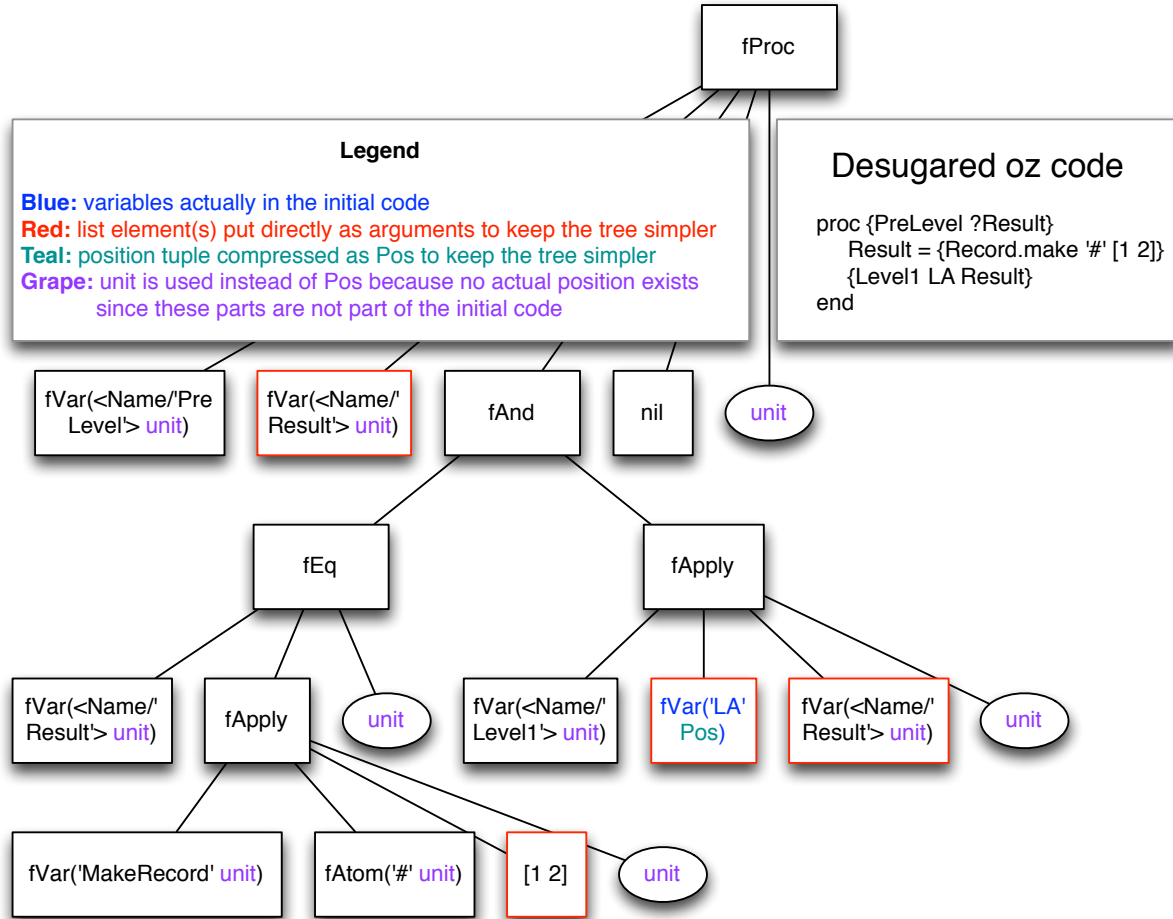 fProc
Legend
Blue: variables actually in the initial code
Red: list element(s) put directly as arguments to keep the tree simpler
Teal: position tuple compressed as Pos to keep the tree simpler
Grape: unit is used instead of Pos because no actual position exists
since these parts are not part of the initial code
Desugared oz code
proc {PreLevel ?Result}
Result = {Record.make '#' [1 2]}
{Level1 LA Result}
end
fVar(<Name/'Pre
Level'> unit)
fVar(<Name/'
Result'> unit)
fAnd
nil
unit
fEq
fApply
fVar(<Name/'
Result'> unit)
fApply
unit
fVar(<Name/'
Level1'> unit)
fVar('LA'
Pos)
fVar(<Name/'
Result'> unit)
unit
fVar('MakeRecord' unit)
fAtom('#' unit)
[1 2]
unit